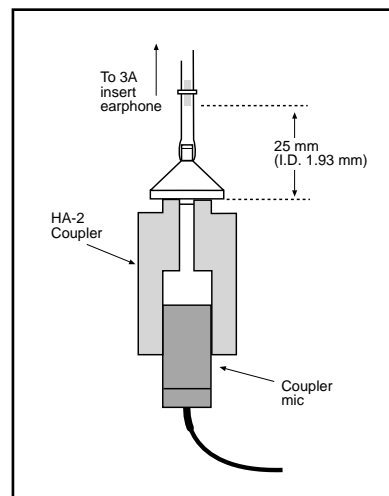 To 3A
insert
earphone
25 mm
(I.D. 1.93 mm)
HA-2
Coupler
Coupler
mic